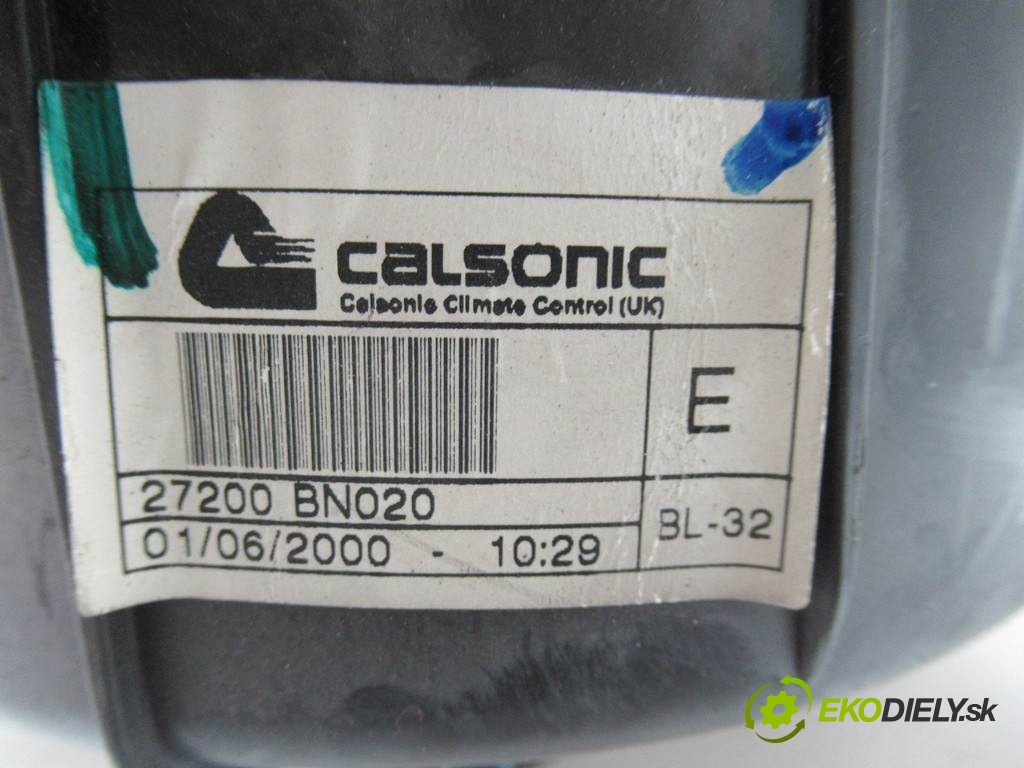 CALSONIC
Calsonic Climate Control (UK)
E
27200 BN020
BL-32
01/06/2000 - 10:29
EKODIELY.sk